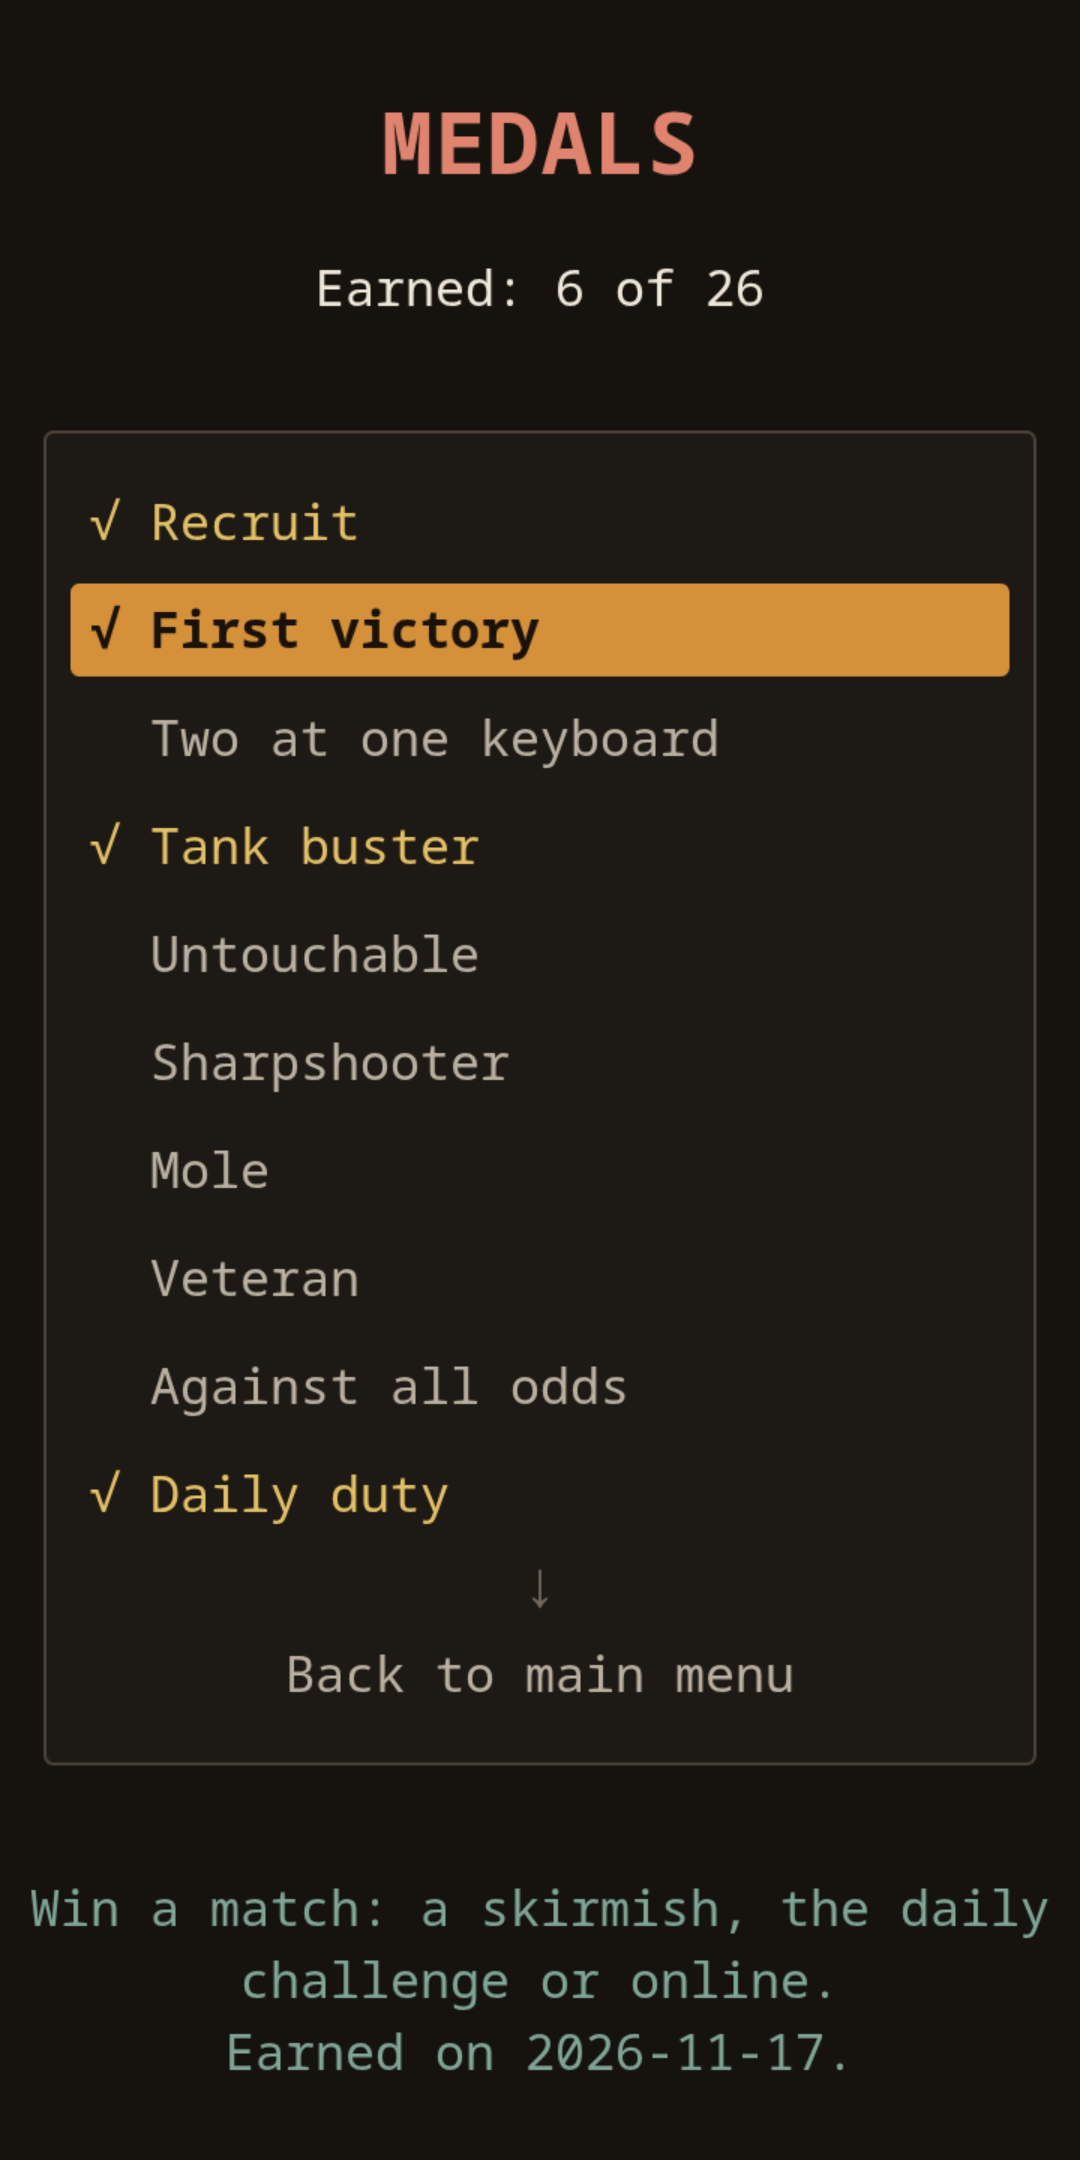 MEDALS
Earned: 6 of 26
√ Recruit
√ First victory
Two at one keyboard
√ Tank buster
Untouchable
Sharpshooter
Mole
Veteran
Against all odds
√ Daily duty
↓
Back to main menu
Win a match: a skirmish, the daily
challenge or online.
Earned on 2026-11-17.